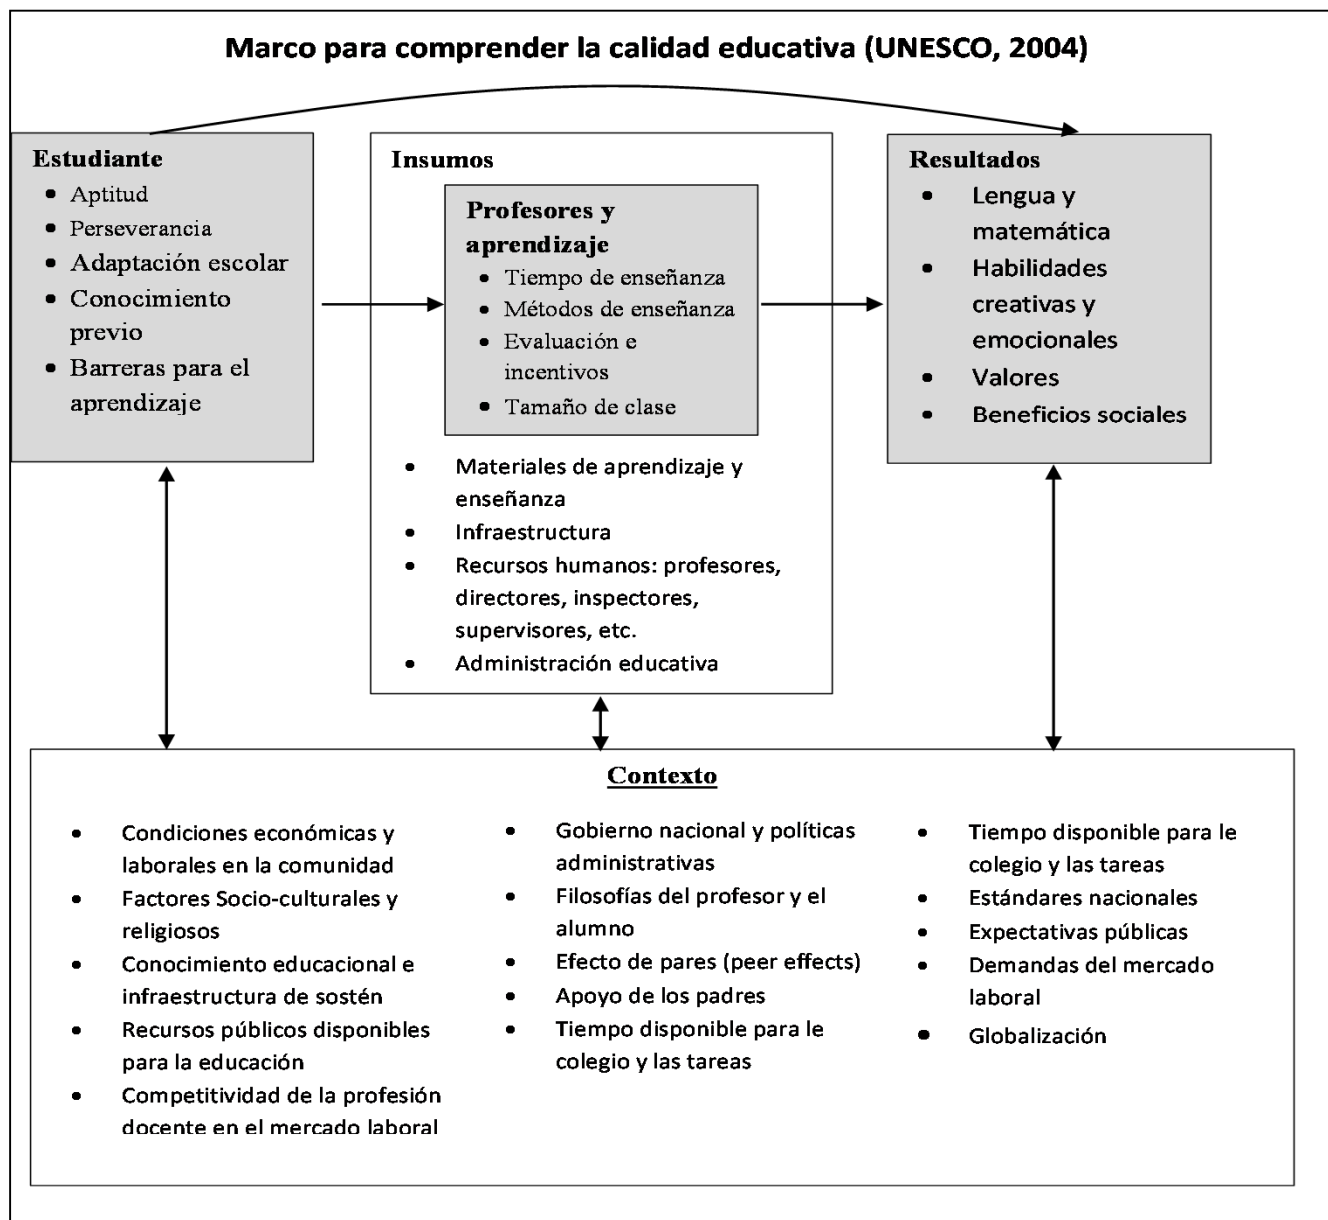 Marco para comprender la calidad educativa (UNESCO, 2004)
Estudiante
• Aptitud
• Perseverancia
• Adaptación escolar
• Conocimiento
previo
• Barreras para el
aprendizaje
Insumos
Profesores y
aprendizaje
• Tiempo de enseñanza
• Métodos de enseñanza
• Evaluación e
incentivos
• Tamaño de clase
• Materiales de aprendizaje y
enseñanza
• Infraestructura
• Recursos humanos: profesores,
directores, inspectores,
supervisores, etc.
• Administración educativa
Resultados
• Lengua y
matemática
• Habilidades
creativas y
emocionales
• Valores
• Beneficios sociales
Contexto
• Condiciones económicas y
laborales en la comunidad
• Factores Socio-culturales y
religiosos
• Conocimiento educacional e
infraestructura de sostén
• Recursos públicos disponibles
para la educación
• Competitividad de la profesión
docente en el mercado laboral
• Gobierno nacional y políticas
administrativas
• Filosofías del profesor y el
alumno
• Efecto de pares (peer effects)
• Apoyo de los padres
• Tiempo disponible para le
colegio y las tareas
• Tiempo disponible para le
colegio y las tareas
• Estándares nacionales
• Expectativas públicas
• Demandas del mercado
laboral
• Globalización